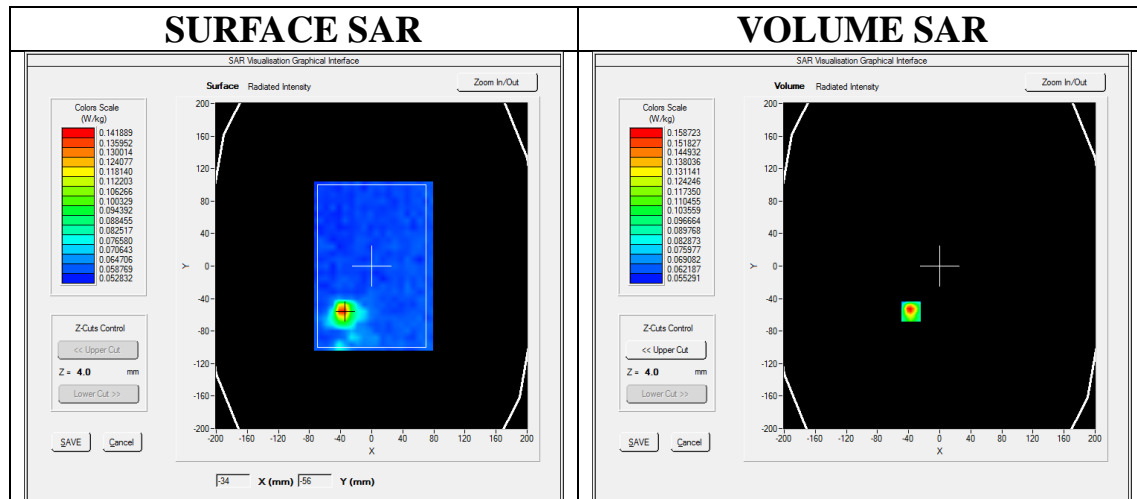 SURFACE SAR
SAR Visualisation Graphical Interface
Surface Radiated Intensity
Zoom In/Out
Colors Scale
(W/kg)
0.141889
0.135952
0.130014
0.124077
0.118140
0.112203
0.106266
0.100329
0.094392
0.088455
0.082517
0.076580
0.070643
0.064706
0.058769
0.052832
Z-Cuts Control
<< Upper Cut
Z = 4.0 mm
Lower Cut >>
SAVE Cancel
200
160
120
80
40
0
-40
-80
-120
-160
-200
Y
-200 -160 -120 -80 -40 0 40 80 120 160 200
X
-34 X (mm) -56 Y (mm)
VOLUME SAR
SAR Visualisation Graphical Interface
Volume Radiated Intensity
Zoom In/Out
Colors Scale
(W/kg)
0.158723
0.151827
0.144932
0.138036
0.131141
0.124246
0.117350
0.110455
0.103559
0.096664
0.089768
0.082873
0.075977
0.069082
0.062187
0.055291
Z-Cuts Control
<< Upper Cut
Z = 4.0 mm
Lower Cut >>
SAVE Cancel
200
160
120
80
40
0
-40
-80
-120
-160
-200
Y
-200 -160 -120 -80 -40 0 40 80 120 160 200
X